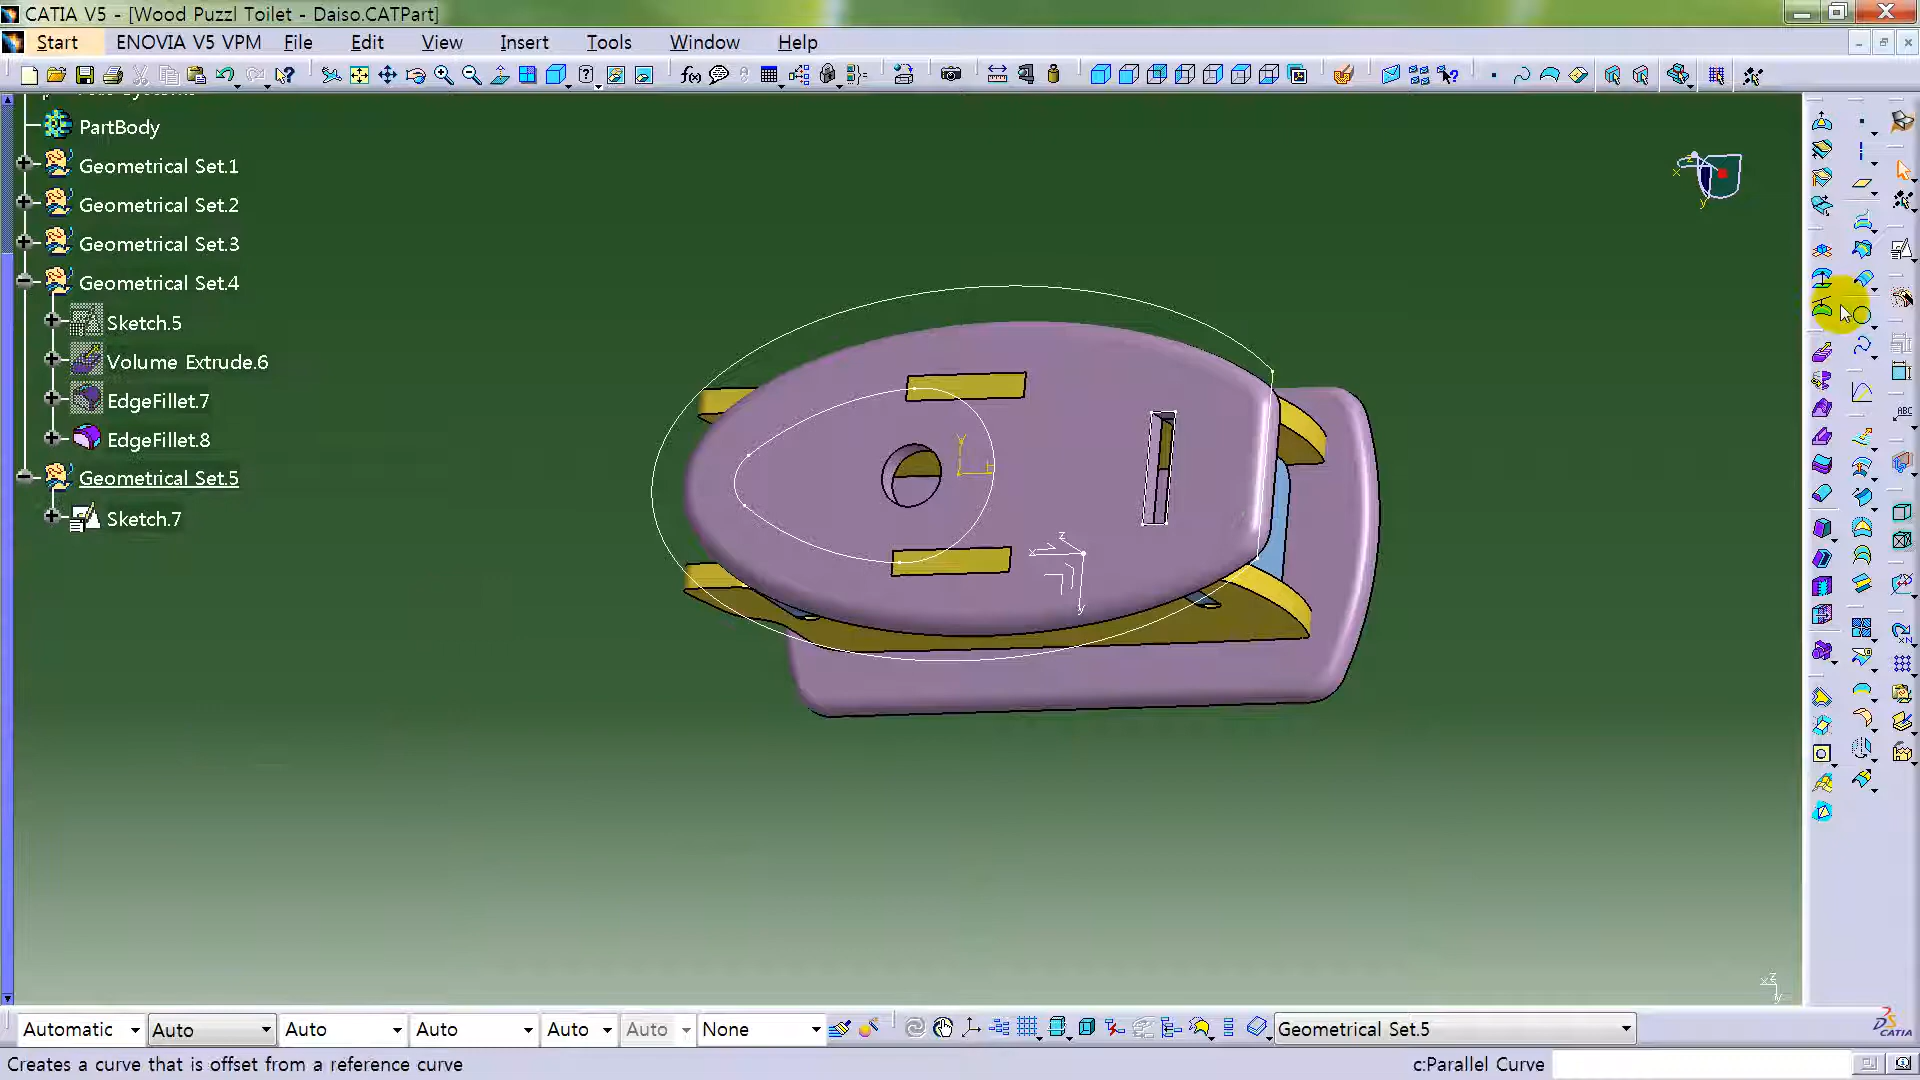 CATIA V5 - [Wood Puzzl Toilet - Daiso.CATPart]
Start ENOVIA V5 VPM File Edit View Insert Tools Window Help
PartBody
Geometrical Set.1
Geometrical Set.2
Geometrical Set.3
Geometrical Set.4
Sketch.5
Volume Extrude.6
EdgeFillet.7
EdgeFillet.8
Geometrical Set.5
Sketch.7
Automatic Auto Auto Auto Auto Auto None Geometrical Set.5
Creates a curve that is offset from a reference curve c:Parallel Curve